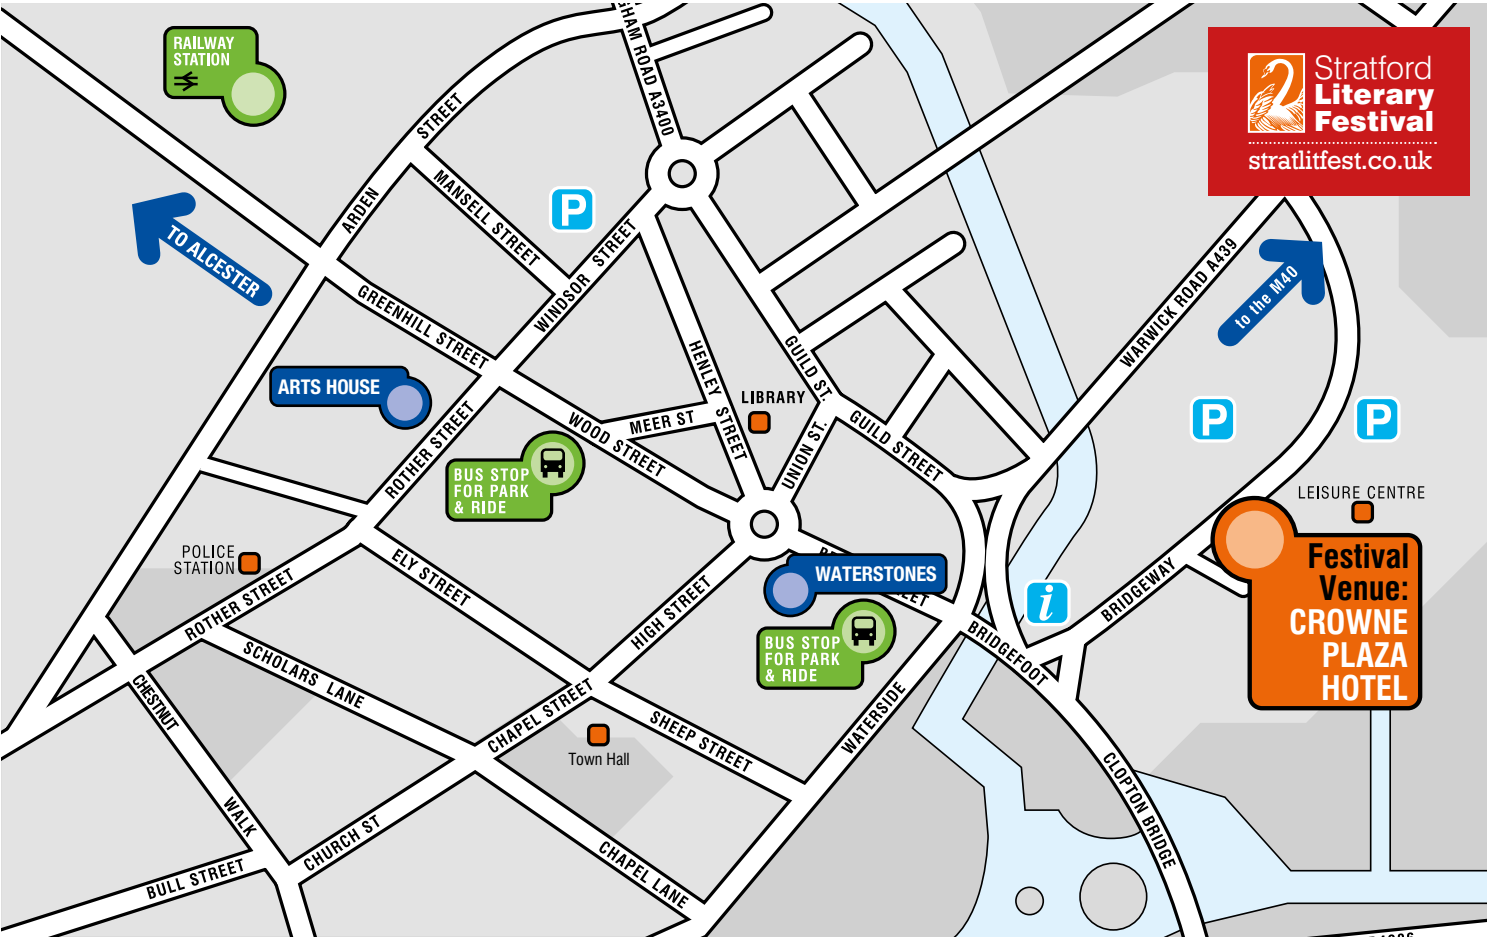 RAILWAY
STATION
Stratford
Literary
Festival
stratlitfest.co.uk
GHAM ROAD A3400
ARDEN
STREET
MANSELL STREET
P
TO ALCESTER
GREENHILL STREET
WINDSOR STREET
WARWICK ROAD A439
to the M40
HENLEY STREET
GUILD ST.
ARTS HOUSE
ROTHER STREET
WOOD STREET
MEER ST
LIBRARY
UNION ST.
GUILD STREET
P
P
BUS STOP
FOR PARK
& RIDE
LEISURE CENTRE
POLICE
STATION
ROTHER STREET
ELY STREET
HIGH STREET
WATERSTONES
i
BRIDGEWAY
Festival
Venue:
CROWNE
PLAZA
HOTEL
BUS STOP
FOR PARK
& RIDE
BRIDGEFOOT
SCHOLARS LANE
CHESTNUT
WALK
CHAPEL STREET
SHEEP STREET
WATERSIDE
Town Hall
CLOPTON BRIDGE
CHURCH ST
BULL STREET
CHAPEL LANE